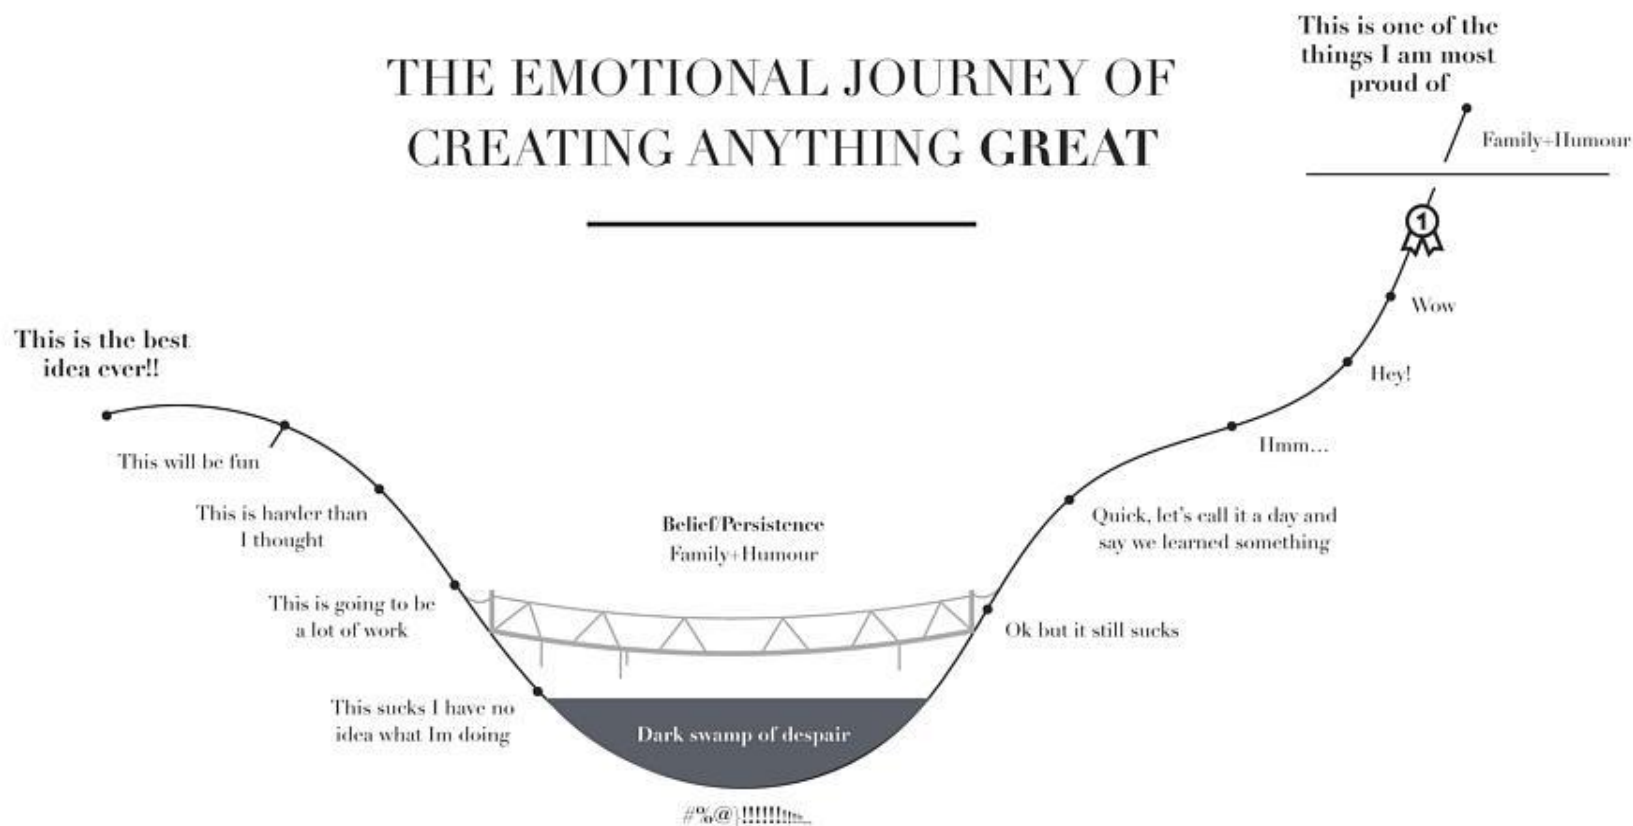 THE EMOTIONAL JOURNEY OF
CREATING ANYTHING GREAT
This is one of the
things I am most
proud of
Family+Humour
1
Wow
Hey!
Hmm...
Quick, let's call it a day and
say we learned something
Ok but it still sucks
This is the best
idea ever!!
This will be fun
This is harder than
I thought
This is going to be
a lot of work
This sucks I have no
idea what Im doing
Belief/Persistence
Family+Humour
Dark swamp of despair